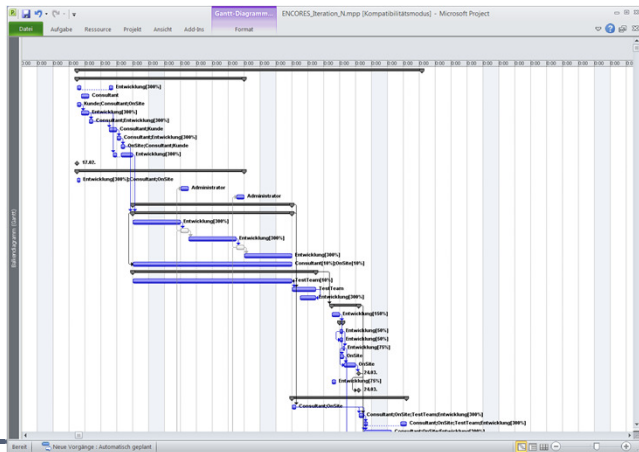 Gantt-Diagramm... ENCORES_Iteration_N.mpp [Kompatibilitätsmodus] - Microsoft Project
Datei Aufgabe Ressource Projekt Ansicht Add-Ins Format
Entwicklung[300%]
Consultant
Kunde;Consultant;OnSite
Entwicklung[300%]
Consultant;Entwicklung[300%]
Consultant;Kunde
Consultant;Entwicklung[300%]
OnSite;Consultant;Kunde
Entwicklung[300%]
17.02.
Entwicklung[300%];Consultant;OnSite
Administrator
Administrator
Entwicklung[300%]
Entwicklung[300%]
Entwicklung[300%]
Consultant[10%];OnSite[10%]
TestTeam[90%]
TestTeam
Entwicklung[300%]
Entwicklung[150%]
Entwicklung[50%]
Entwicklung[50%]
Entwicklung[75%]
OnSite
OnSite
24.03.
Entwicklung[75%]
24.03.
Consultant;OnSite
Consultant;OnSite;TestTeam;Entwicklung[300%]
Consultant;OnSite;TestTeam;Entwicklung[300%]
Balkendiagramm (Gantt)
Bereit Neue Vorgänge : Automatisch geplant